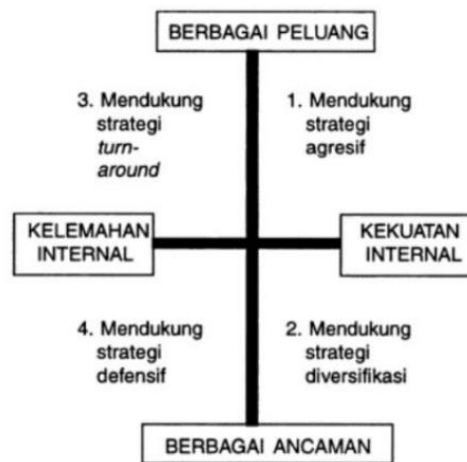 BERBAGAI PELUANG
3. Mendukung
strategi
turn-
around
1. Mendukung
strategi
agresif
KELEMAHAN
INTERNAL
KEKUATAN
INTERNAL
4. Mendukung
strategi
defensif
2. Mendukung
strategi
diversifikasi
BERBAGAI ANCAMAN